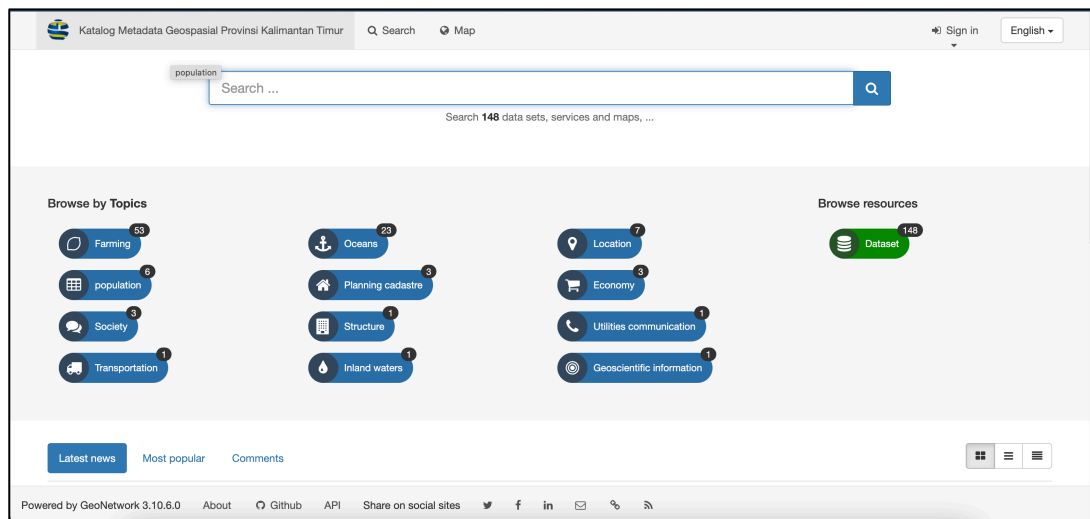 Katalog Metadata Geospasial Provinsi Kalimantan Timur Search Map Sign in English
population
Search ...
Search 148 data sets, services and maps, ...
Browse by Topics Browse resources
53 23 7 148
Farming Oceans Location Dataset
6 3 3
population Planning cadastre Economy
3 1 1
Society Structure Utilities communication
1 1 1
Transportation Inland waters Geoscientific information
Latest news Most popular Comments
Powered by GeoNetwork 3.10.6.0 About Github API Share on social sites